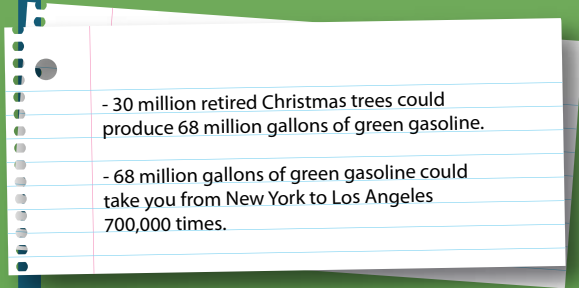 - 30 million retired Christmas trees could
produce 68 million gallons of green gasoline.
- 68 million gallons of green gasoline could
take you from New York to Los Angeles
700,000 times.